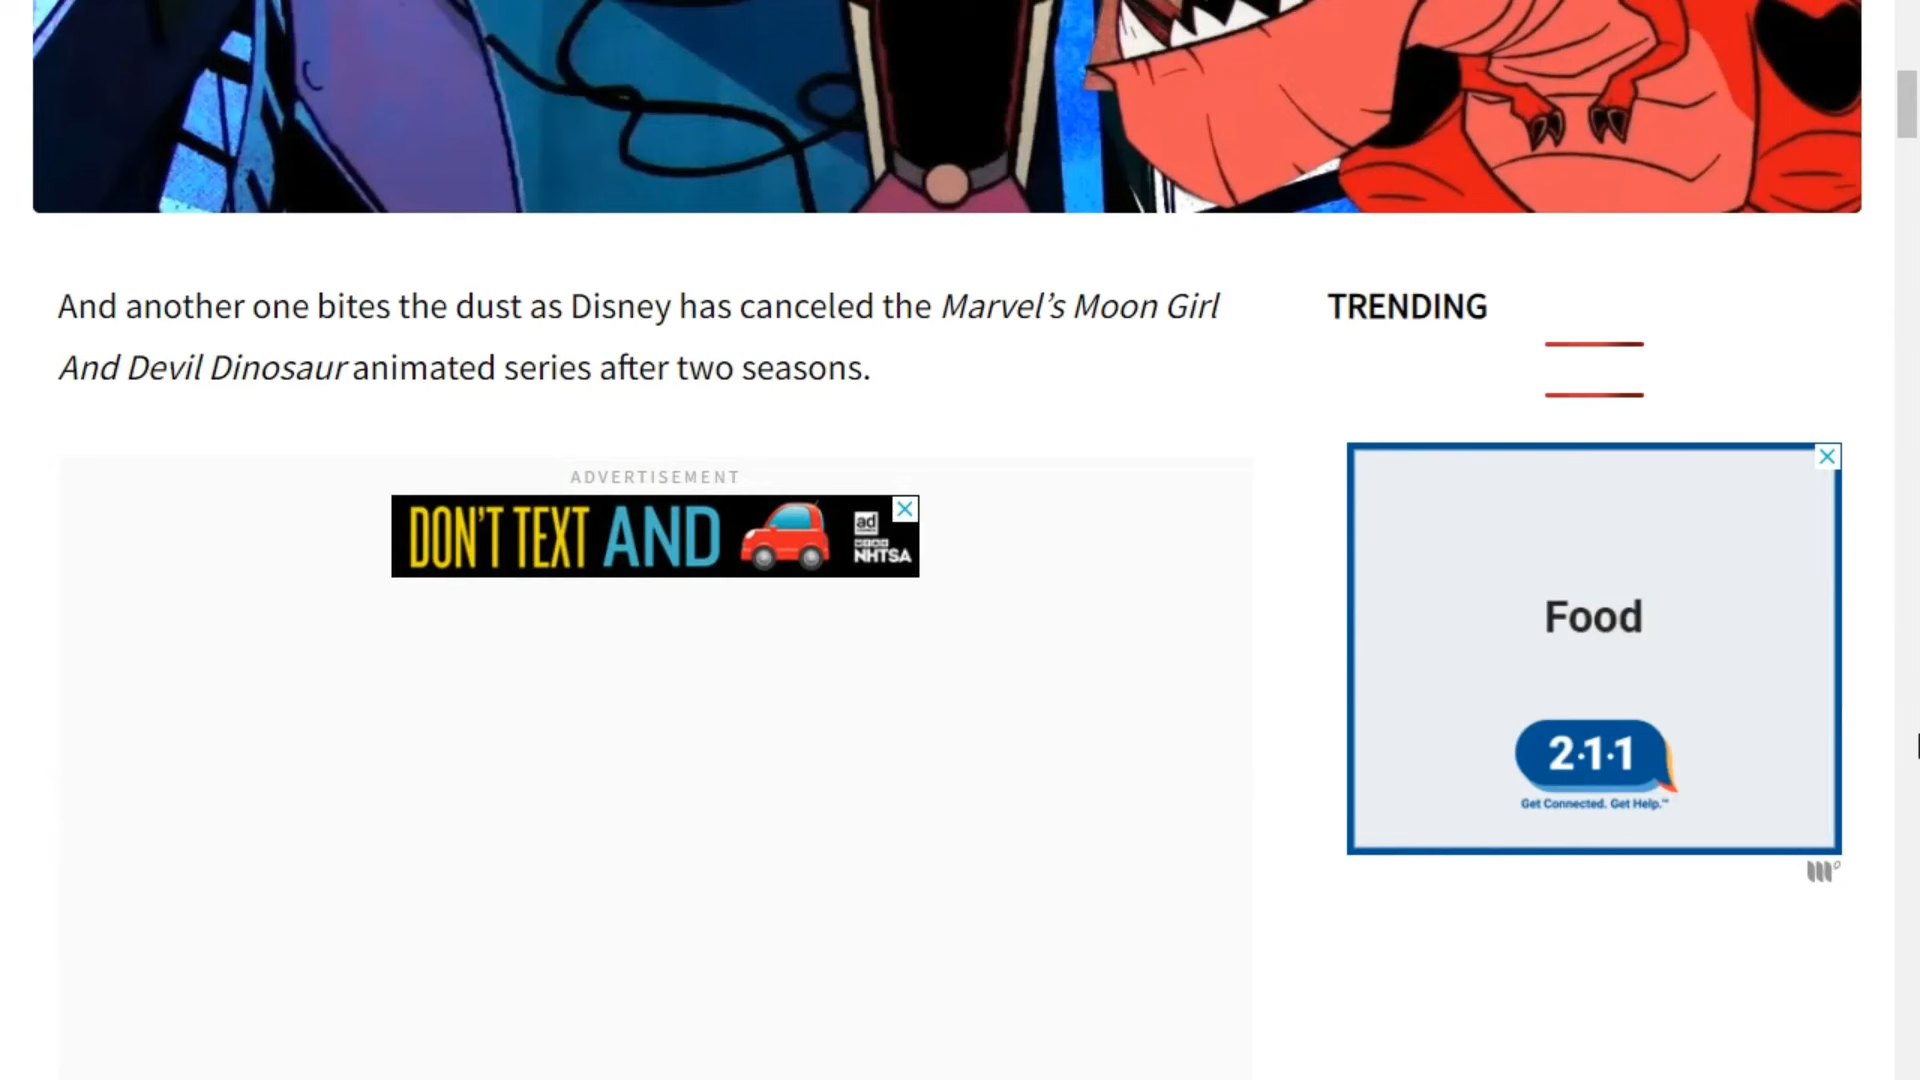 And another one bites the dust as Disney has canceled the Marvel’s Moon Girl
And Devil Dinosaur animated series after two seasons.
TRENDING
ADVERTISEMENT
DON'T TEXT AND
ad
NHTSA
Food
2·1·1
Get Connected. Get Help.™